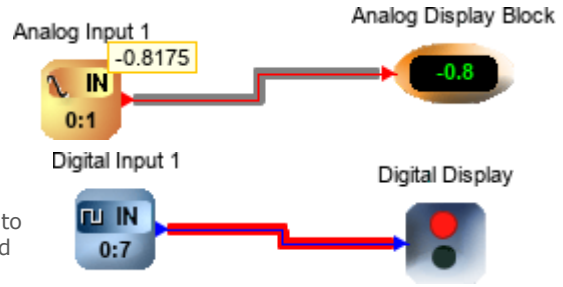 Analog Input 1
Analog Display Block
-0.8175
IN
0:1
-0.8
Digital Input 1
Digital Display
to
d
IN
0:7